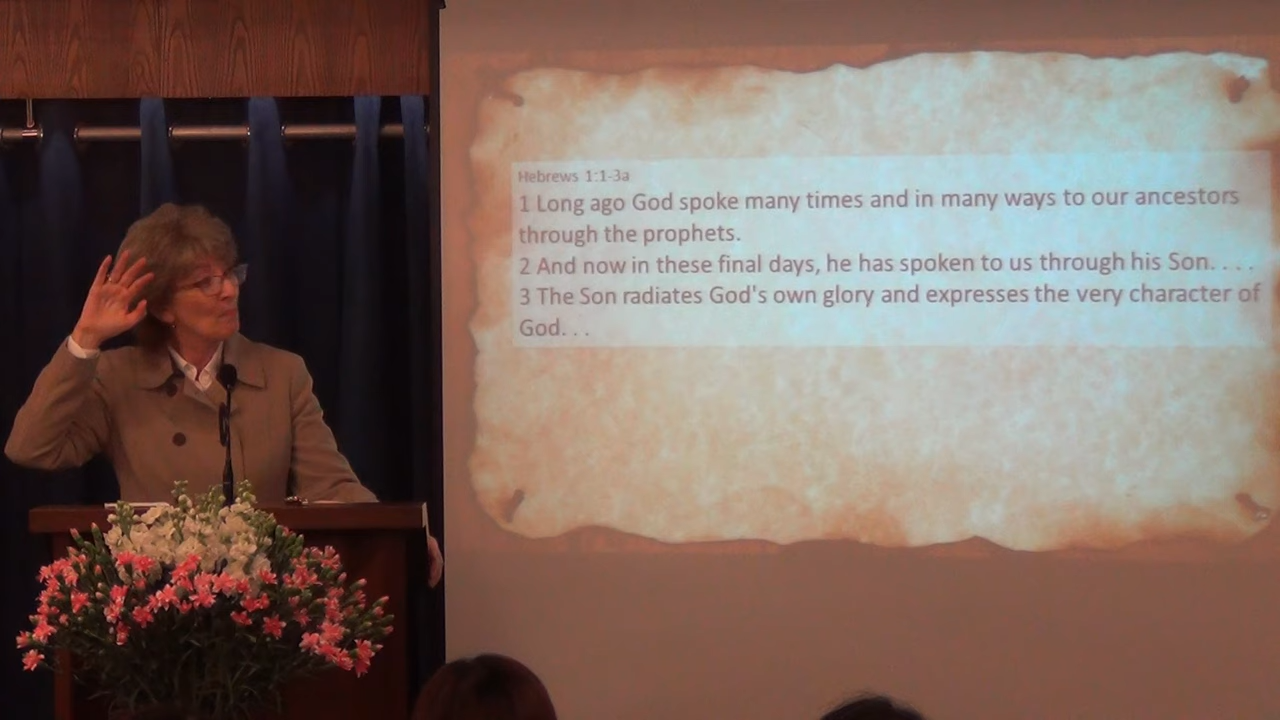 Hebrews 1:1-3a
1 Long ago God spoke many times and in many ways to our ancestors
through the prophets.
2 And now in these final days, he has spoken to us through his Son. . . .
3 The Son radiates God's own glory and expresses the very character of
God. . .